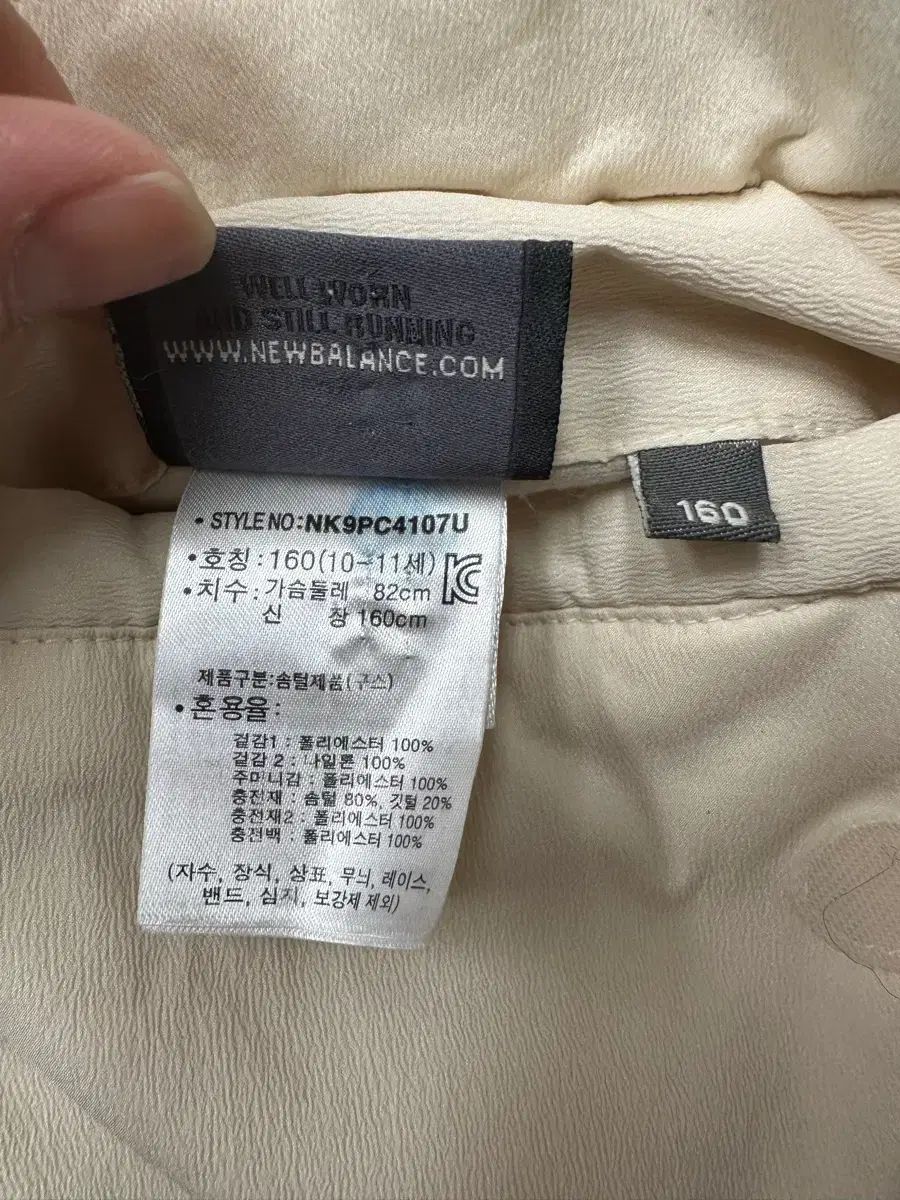 WELL WORN
AND STILL RUNNING
WWW.NEWBALANCE.COM
160
• STYLE NO:NK9PC4107U
• 호칭 : 160(10-11세)
• 치수 : 가슴둘레 82cm
신 장 160cm
제품구분:솜털제품(구스)
• 혼용율 :
겉감1 : 폴리에스터 100%
겉감 2 : 나일론 100%
주머니감 : 폴리에스터 100%
충전재 : 솜털 80%, 깃털 20%
충전재2 : 폴리에스터 100%
충전백 : 폴리에스터 100%
(자수, 장식, 상표, 무늬, 레이스,
밴드, 심지, 보강제 제외)